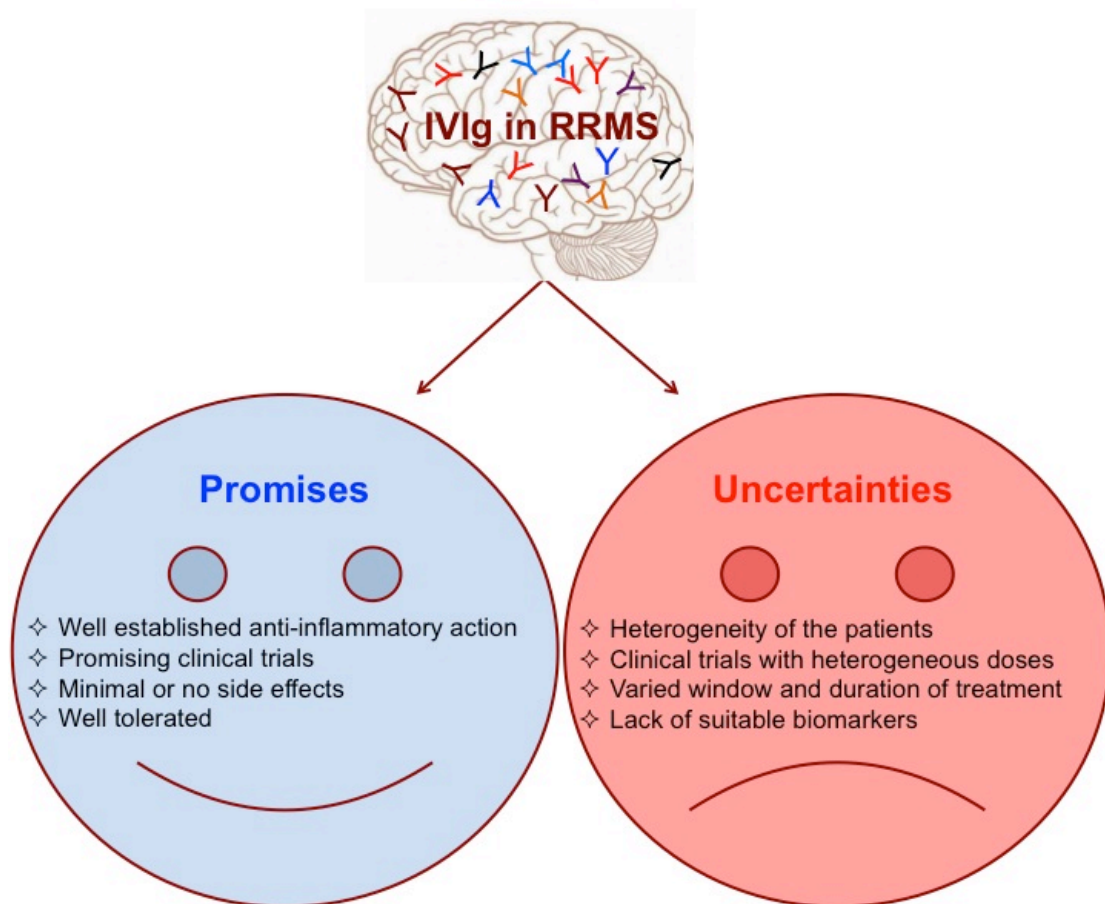 IVIg in RRMS
Promises
✧ Well established anti-inflammatory action
✧ Promising clinical trials
✧ Minimal or no side effects
✧ Well tolerated
Uncertainties
✧ Heterogeneity of the patients
✧ Clinical trials with heterogeneous doses
✧ Varied window and duration of treatment
✧ Lack of suitable biomarkers